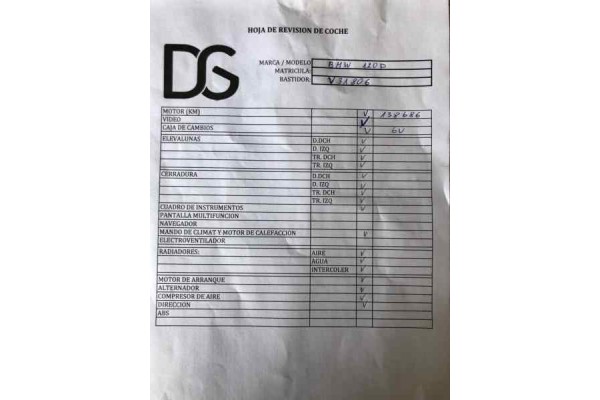 HOJA DE REVISION DE COCHE
DG
MARCA / MODELO BMW 120D
MATRICULA:
BASTIDOR: V31806
MOTOR (KM) V 138686
VIDEO V
CAJA DE CAMBIOS V 6V
ELEVALUNAS D.DCH V
D. IZQ V
TR. DCH V
TR. IZQ V
CERRADURA D.DCH V
D. IZQ V
TR. DCH V
TR. IZQ V
CUADRO DE INSTRUMENTOS V
PANTALLA MULTIFUNCION
NAVEGADOR
MANDO DE CLIMAT Y MOTOR DE CALEFACCION V
ELECTROVENTILADOR
RADIADORES: AIRE V
AGUA V
INTERCOLER V
MOTOR DE ARRANQUE V
ALTERNADOR V
COMPRESOR DE AIRE V
DIRECCION V
ABS